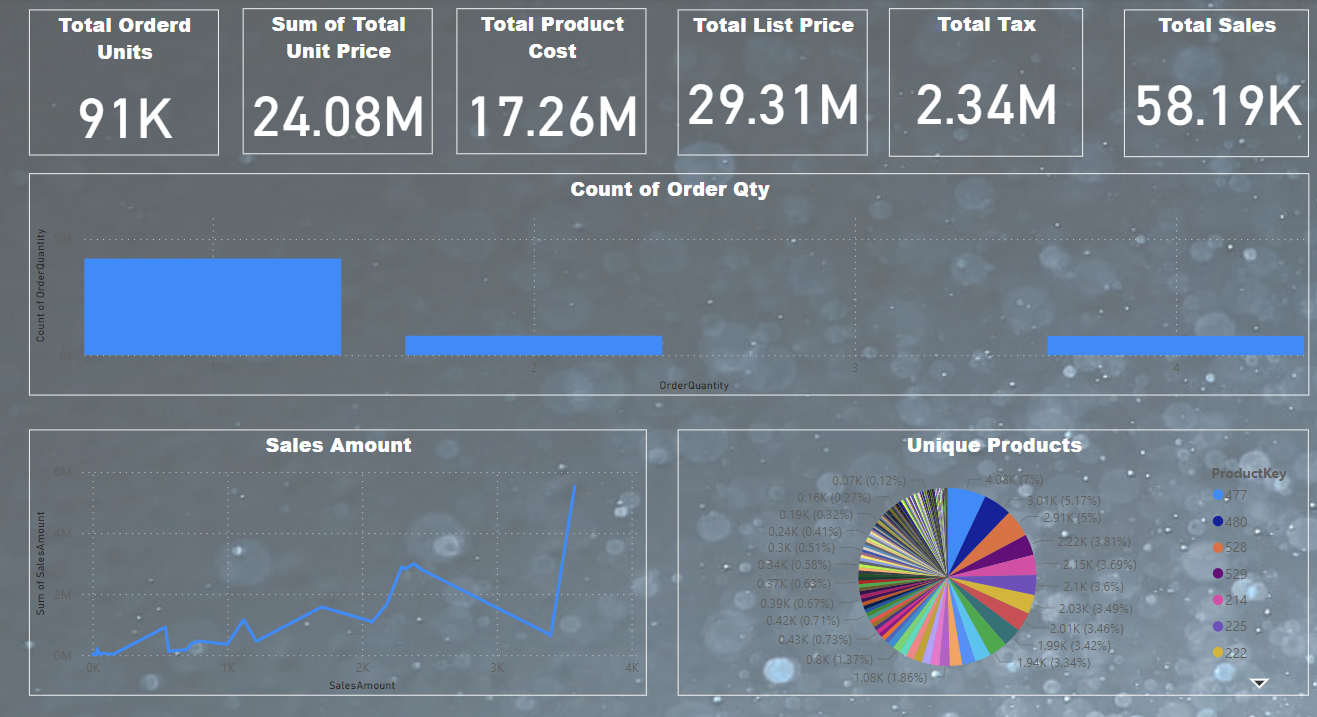 Total Orderd
Units
91K
Sum of Total
Unit Price
24.08M
Total Product
Cost
17.26M
Total List Price
29.31M
Total Tax
2.34M
Total Sales
58.19K
Count of Order Qty
Count of OrderQuantity
50K
0K
1
2
3
4
OrderQuantity
Sales Amount
Sum of SalesAmount
6M
4M
2M
0M
0K
1K
2K
3K
4K
SalesAmount
Unique Products
4.08K (7%)
3.01K (5.17%)
2.91K (5%)
2.22K (3.81%)
2.15K (3.69%)
2.1K (3.6%)
2.03K (3.49%)
2.01K (3.46%)
1.99K (3.42%)
1.94K (3.34%)
1.08K (1.86%)
0.8K (1.37%)
0.43K (0.73%)
0.42K (0.71%)
0.39K (0.67%)
0.37K (0.63%)
0.34K (0.58%)
0.3K (0.51%)
0.24K (0.41%)
0.19K (0.32%)
0.16K (0.27%)
0.07K (0.12%)
ProductKey
477
480
528
529
214
225
222